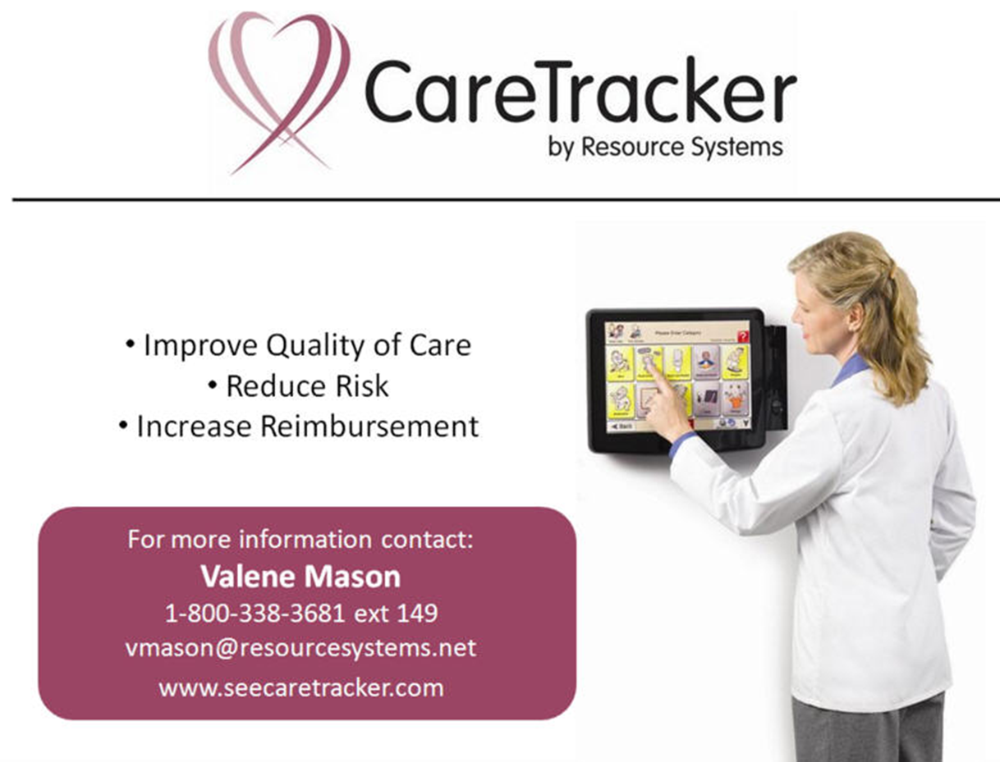 CareTracker
by Resource Systems
• Improve Quality of Care
• Reduce Risk
• Increase Reimbursement
Please Enter Category
?
Back
For more information contact:
Valene Mason
1-800-338-3681 ext 149
vmason@resourcesystems.net
www.seecaretracker.com